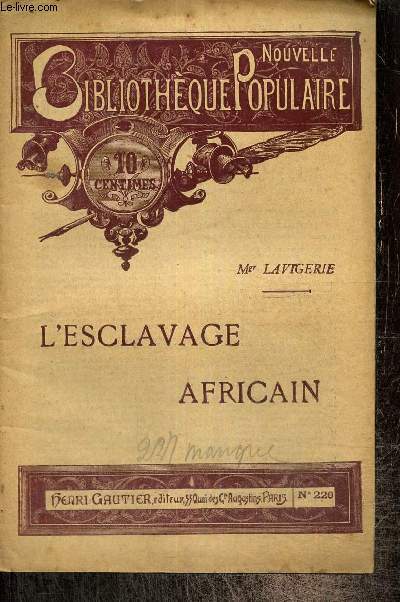 Le-livre.com
NOUVELLE
BIBLIOTHÈQUE POPULAIRE
10
CENTIMES
Mgr LAVIGERIE
L'ESCLAVAGE
AFRICAIN
manque
HENRI GAUTIER, editeur, 55 Quai des Gds Augustins, PARIS N° 220